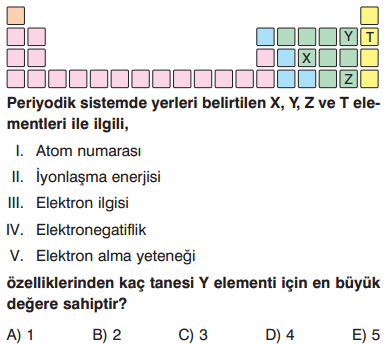 Y T
X
Z
Periyodik sistemde yerleri belirtilen X, Y, Z ve T ele-
mentleri ile ilgili,
I. Atom numarası
II. İyonlaşma enerjisi
III. Elektron ilgisi
IV. Elektronegatiflik
V. Elektron alma yeteneği
özelliklerinden kaç tanesi Y elementi için en büyük
değere sahiptir?
A) 1 B) 2 C) 3 D) 4 E) 5